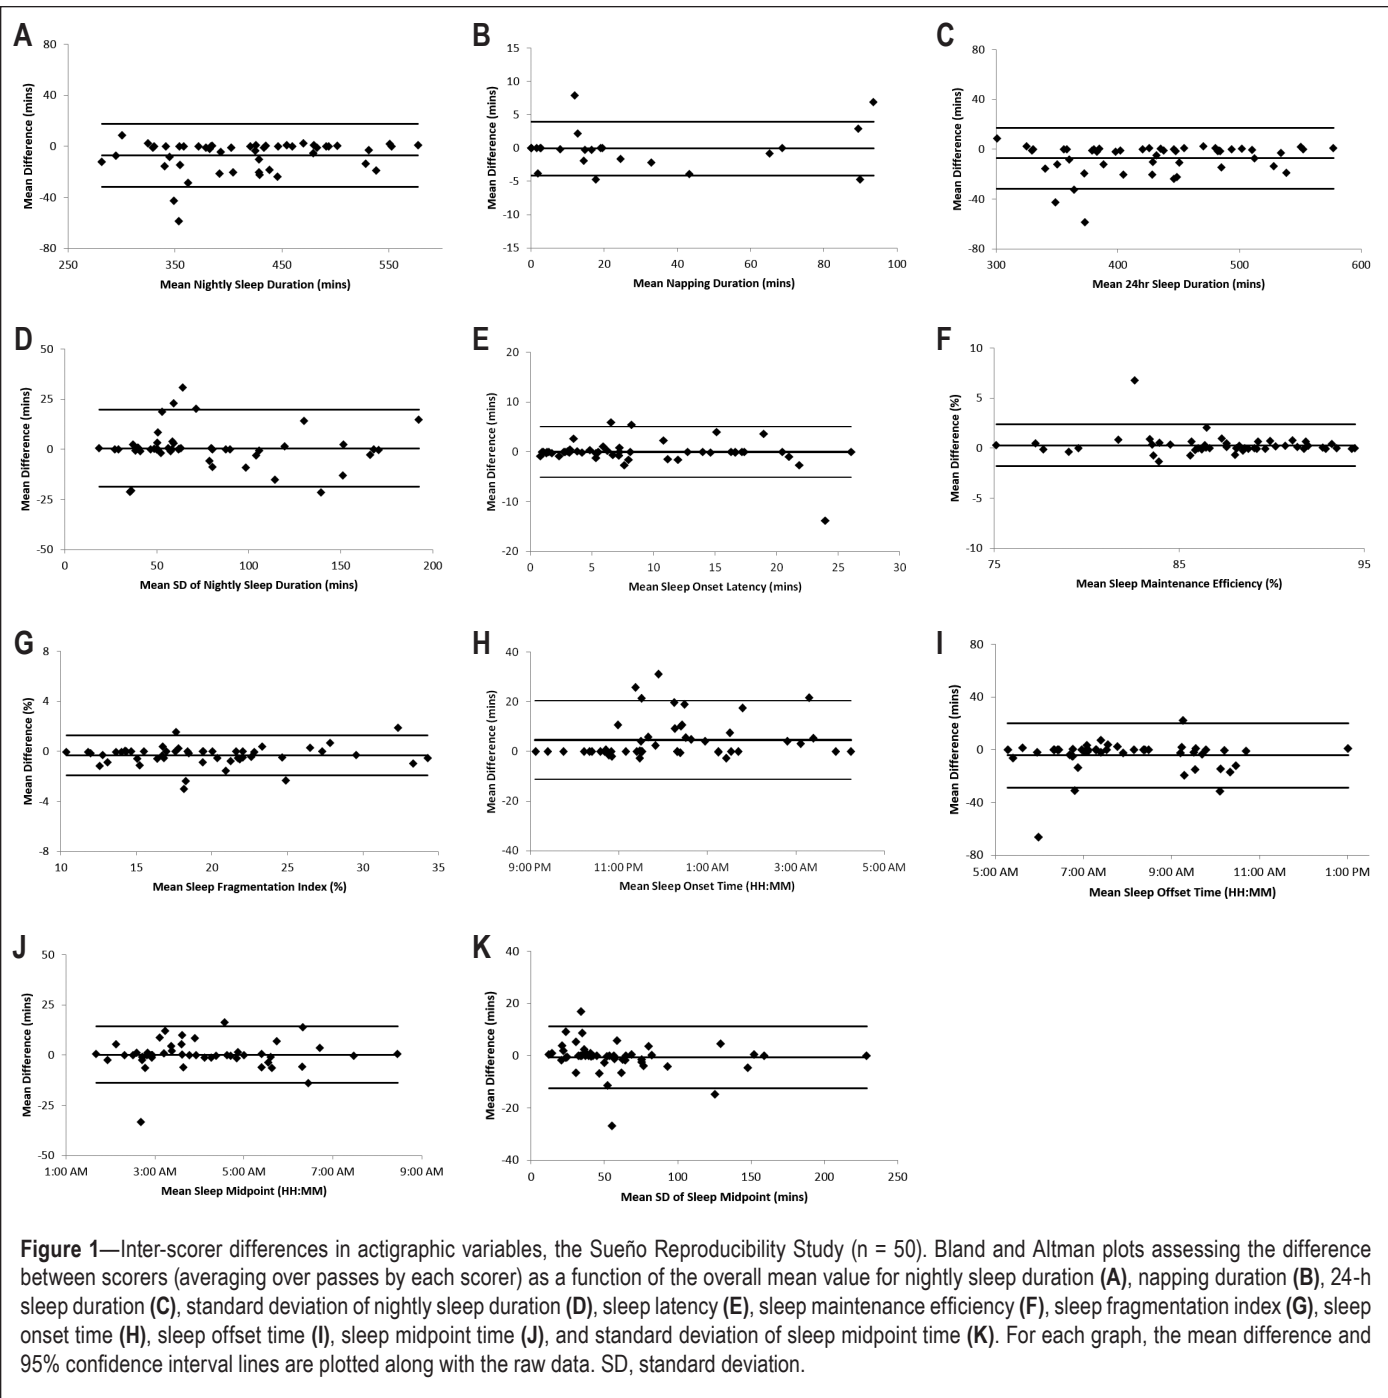 A
80
40
0
-40
-80
250
350
450
550
Mean Difference (mins)
Mean Nightly Sleep Duration (mins)
B
15
10
5
0
-5
-10
-15
0
20
40
60
80
100
Mean Difference (mins)
Mean Napping Duration (mins)
C
80
40
0
-40
-80
300
400
500
600
Mean Difference (mins)
Mean 24hr Sleep Duration (mins)
D
50
25
0
-25
-50
0
50
100
150
200
Mean Difference (mins)
Mean SD of Nightly Sleep Duration (mins)
E
20
10
0
-10
-20
0
5
10
15
20
25
30
Mean Difference (mins)
Mean Sleep Onset Latency (mins)
F
10
5
0
-5
-10
75
85
95
Mean Difference (%)
Mean Sleep Maintenance Efficiency (%)
G
8
4
0
-4
-8
10
15
20
25
30
35
Mean Difference (%)
Mean Sleep Fragmentation Index (%)
H
40
20
0
-20
-40
9:00 PM
11:00 PM
1:00 AM
3:00 AM
5:00 AM
Mean Difference (mins)
Mean Sleep Onset Time (HH:MM)
I
80
40
0
-40
-80
5:00 AM
7:00 AM
9:00 AM
11:00 AM
1:00 PM
Mean Difference (mins)
Mean Sleep Offset Time (HH:MM)
J
50
25
0
-25
-50
1:00 AM
3:00 AM
5:00 AM
7:00 AM
9:00 AM
Mean Difference (mins)
Mean Sleep Midpoint (HH:MM)
K
40
20
0
-20
-40
0
50
100
150
200
250
Mean Difference (mins)
Mean SD of Sleep Midpoint (mins)
Figure 1—Inter-scorer differences in actigraphic variables, the Sueño Reproducibility Study (n = 50). Bland and Altman plots assessing the difference
between scorers (averaging over passes by each scorer) as a function of the overall mean value for nightly sleep duration (A), napping duration (B), 24-h
sleep duration (C), standard deviation of nightly sleep duration (D), sleep latency (E), sleep maintenance efficiency (F), sleep fragmentation index (G), sleep
onset time (H), sleep offset time (I), sleep midpoint time (J), and standard deviation of sleep midpoint time (K). For each graph, the mean difference and
95% confidence interval lines are plotted along with the raw data. SD, standard deviation.